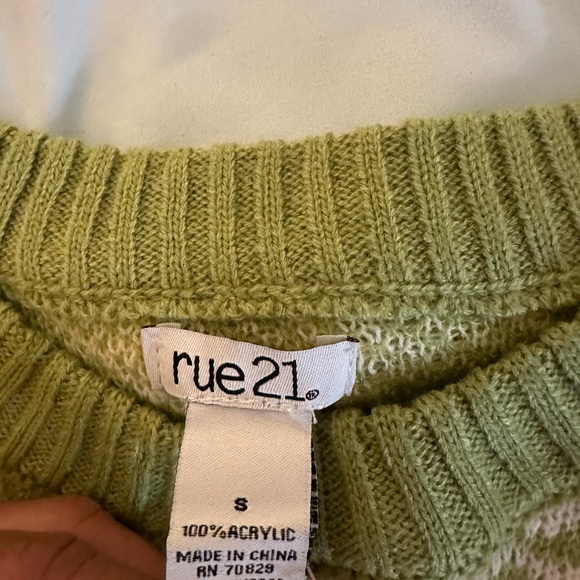 rue21®
S
100% ACRYLIC
MADE IN CHINA
RN 70829